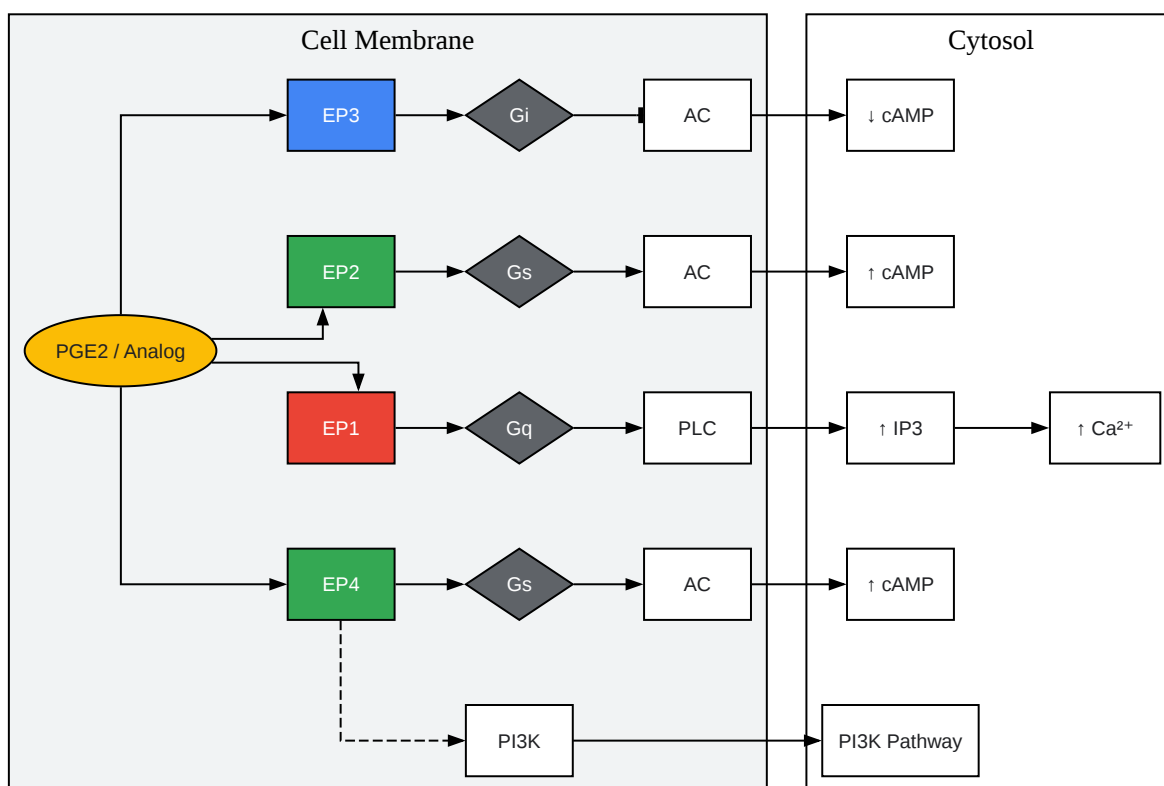 Cell Membrane
Cytosol
EP3
Gi
AC
↓ cAMP
EP2
Gs
AC
↑ cAMP
PGE2 / Analog
EP1
Gq
PLC
↑ IP3
↑ Ca²⁺
EP4
Gs
AC
↑ cAMP
PI3K
PI3K Pathway